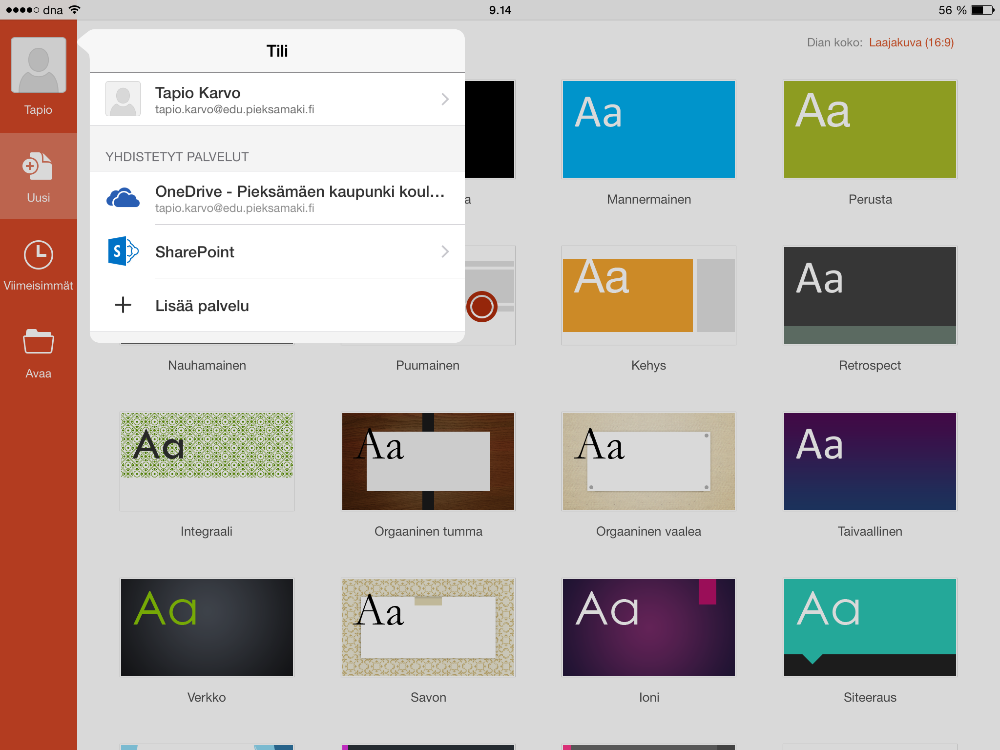 dna
9.14
56 %
Tapio
Uusi
Viimeisimmät
Avaa
Tili
Tapio Karvo
tapio.karvo@edu.pieksamaki.fi
YHDISTETYT PALVELUT
OneDrive - Pieksämäen kaupunki koul...
tapio.karvo@edu.pieksamaki.fi
S
SharePoint
Lisää palvelu
Dian koko: Laajakuva (16:9)
Aa
Aa
a
Mannermainen
Perusta
Aa
Aa
Nauhamainen
Puumainen
Kehys
Retrospect
Aa
Aa
Aa
Aa
Integraali
Orgaaninen tumma
Orgaaninen vaalea
Taivaallinen
Aa
Aa
Aa
Aa
Verkko
Savon
Ioni
Siteeraus